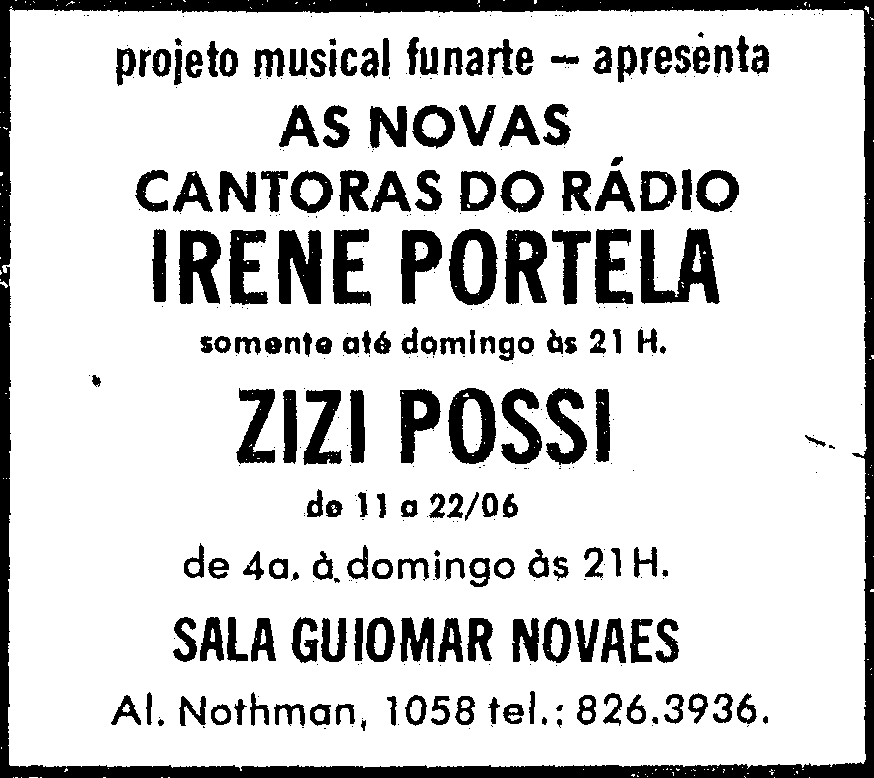 projeto musical funarte — apresenta
AS NOVAS
CANTORAS DO RÁDIO
IRENE PORTELA
somente até domingo às 21 H.
ZIZI POSSI
de 11 a 22/06
de 4a. à domingo às 21H.
SALA GUIOMAR NOVAES
Al. Nothman, 1058 tel.: 826.3936.